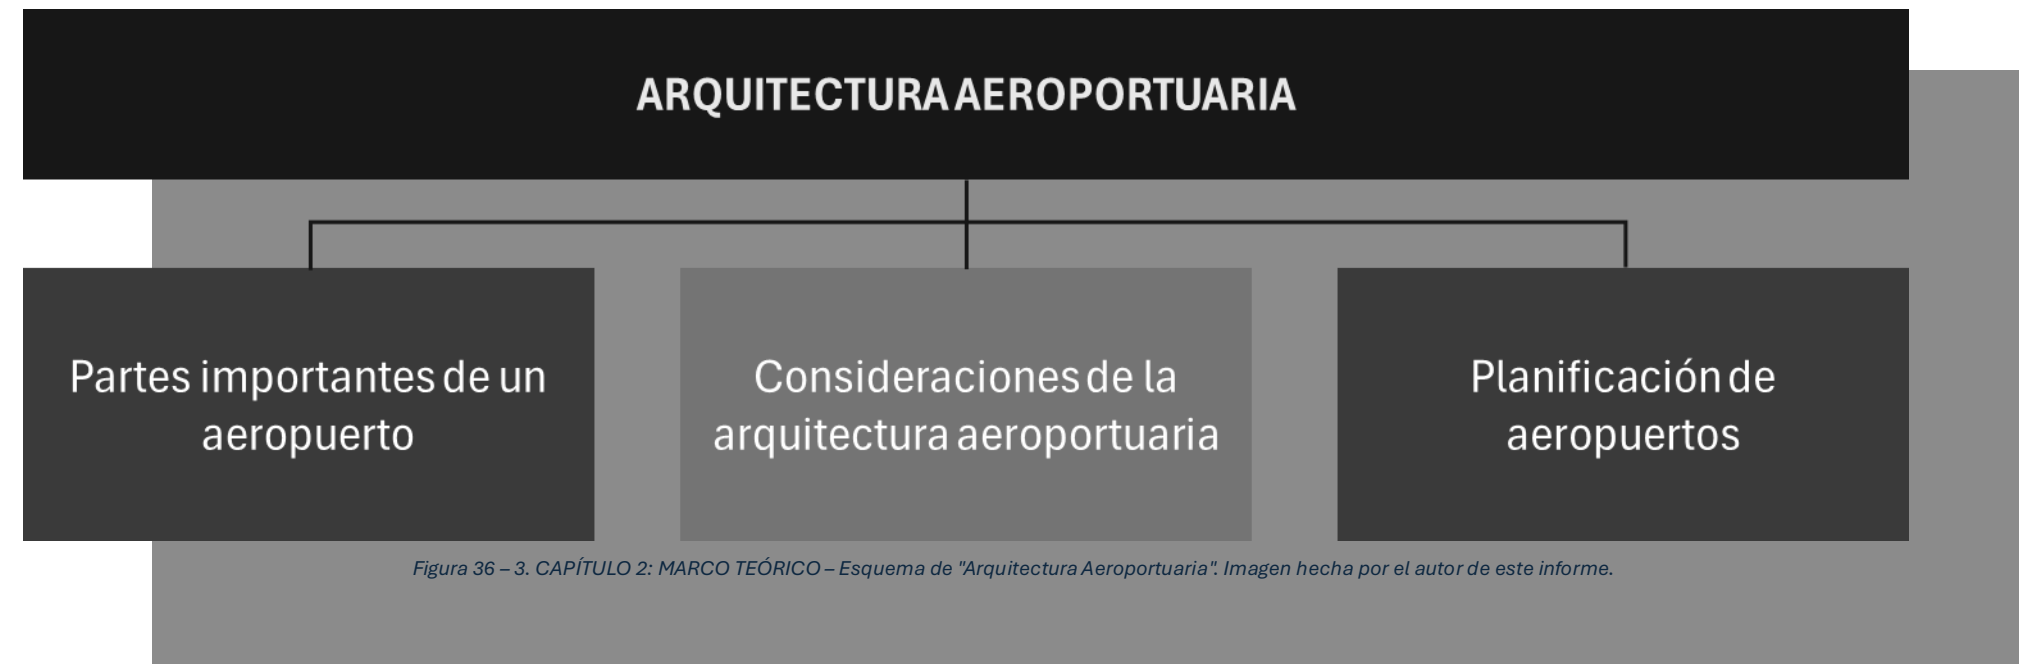 ARQUITECTURA AEROPORTUARIA
Partes importantes de un
aeropuerto
Consideraciones de la
arquitectura aeroportuaria
Planificación de
aeropuertos
Figura 36 – 3. CAPÍTULO 2: MARCO TEÓRICO – Esquema de "Arquitectura Aeroportuaria". Imagen hecha por el autor de este informe.